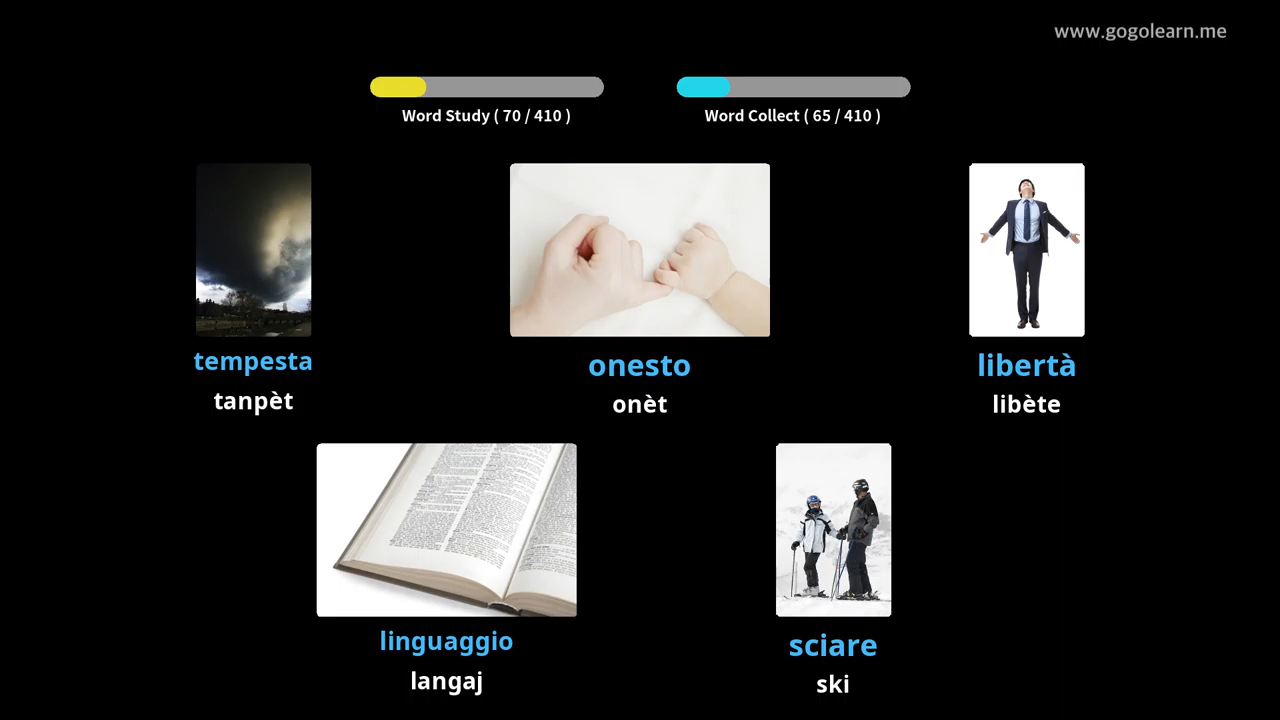 www.gogolearn.me
Word Study ( 70 / 410 )
Word Collect ( 65 / 410 )
tempesta
tanpèt
onesto
onèt
libertà
libète
linguaggio
langaj
sciare
ski